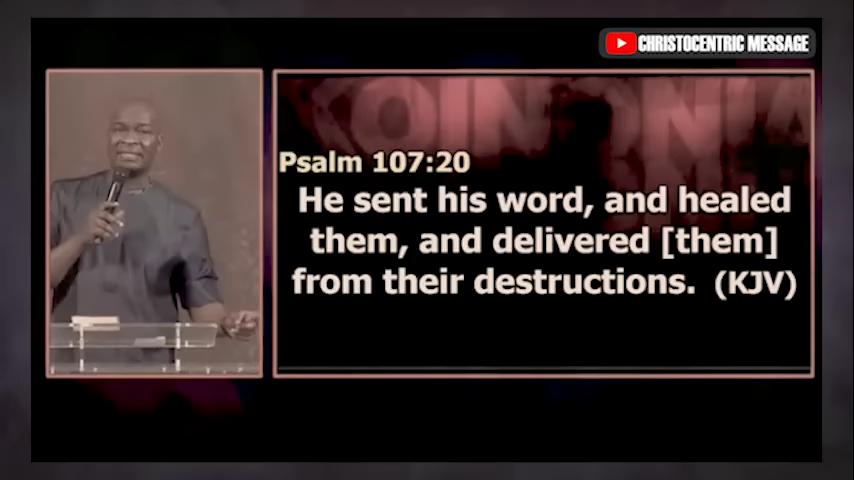 CHRISTOCENTRIC MESSAGE
Psalm 107:20
He sent his word, and healed
them, and delivered [them]
from their destructions. (KJV)